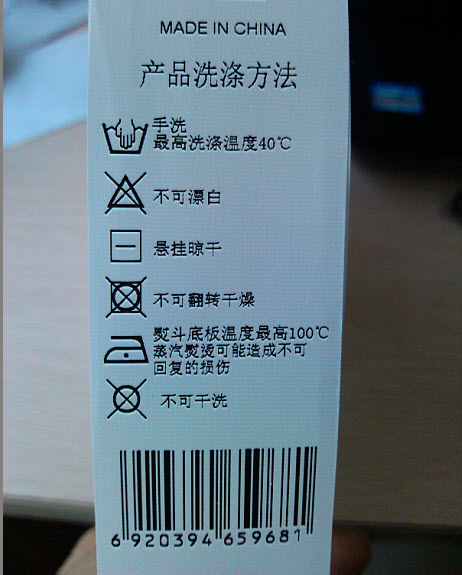 MADE IN CHINA
产品洗涤方法
手洗
最高洗涤温度40℃
不可漂白
悬挂晾干
不可翻转干燥
熨斗底板温度最高100℃
蒸汽熨烫可能造成不可
回复的损伤
不可干洗
6 920394 659681